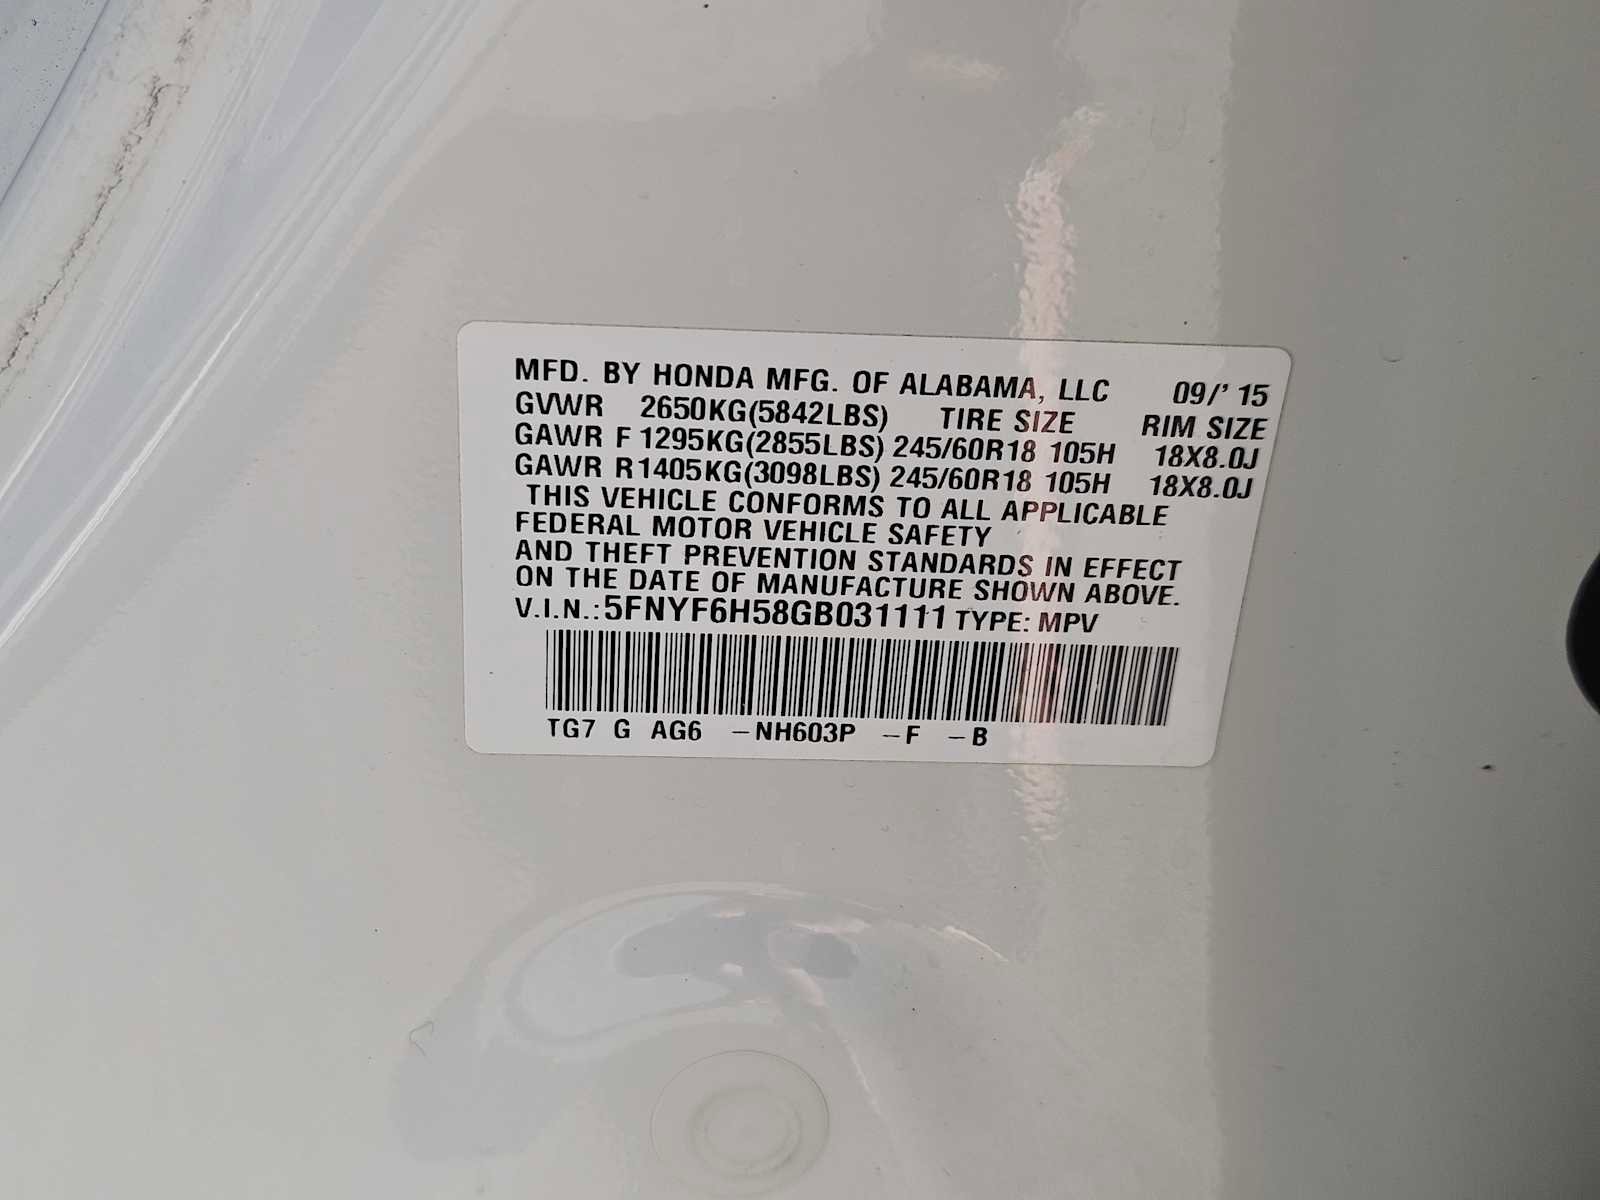 MFD. BY HONDA MFG. OF ALABAMA, LLC 09/' 15
GVWR 2650KG(5842LBS) TIRE SIZE RIM SIZE
GAWR F 1295KG(2855LBS) 245/60R18 105H 18X8.0J
GAWR R1405KG(3098LBS) 245/60R18 105H 18X8.0J
THIS VEHICLE CONFORMS TO ALL APPLICABLE
FEDERAL MOTOR VEHICLE SAFETY
AND THEFT PREVENTION STANDARDS IN EFFECT
ON THE DATE OF MANUFACTURE SHOWN ABOVE.
V.I.N.:5FNYF6H58GB031111 TYPE: MPV
TG7 G AG6 -NH603P -F -B